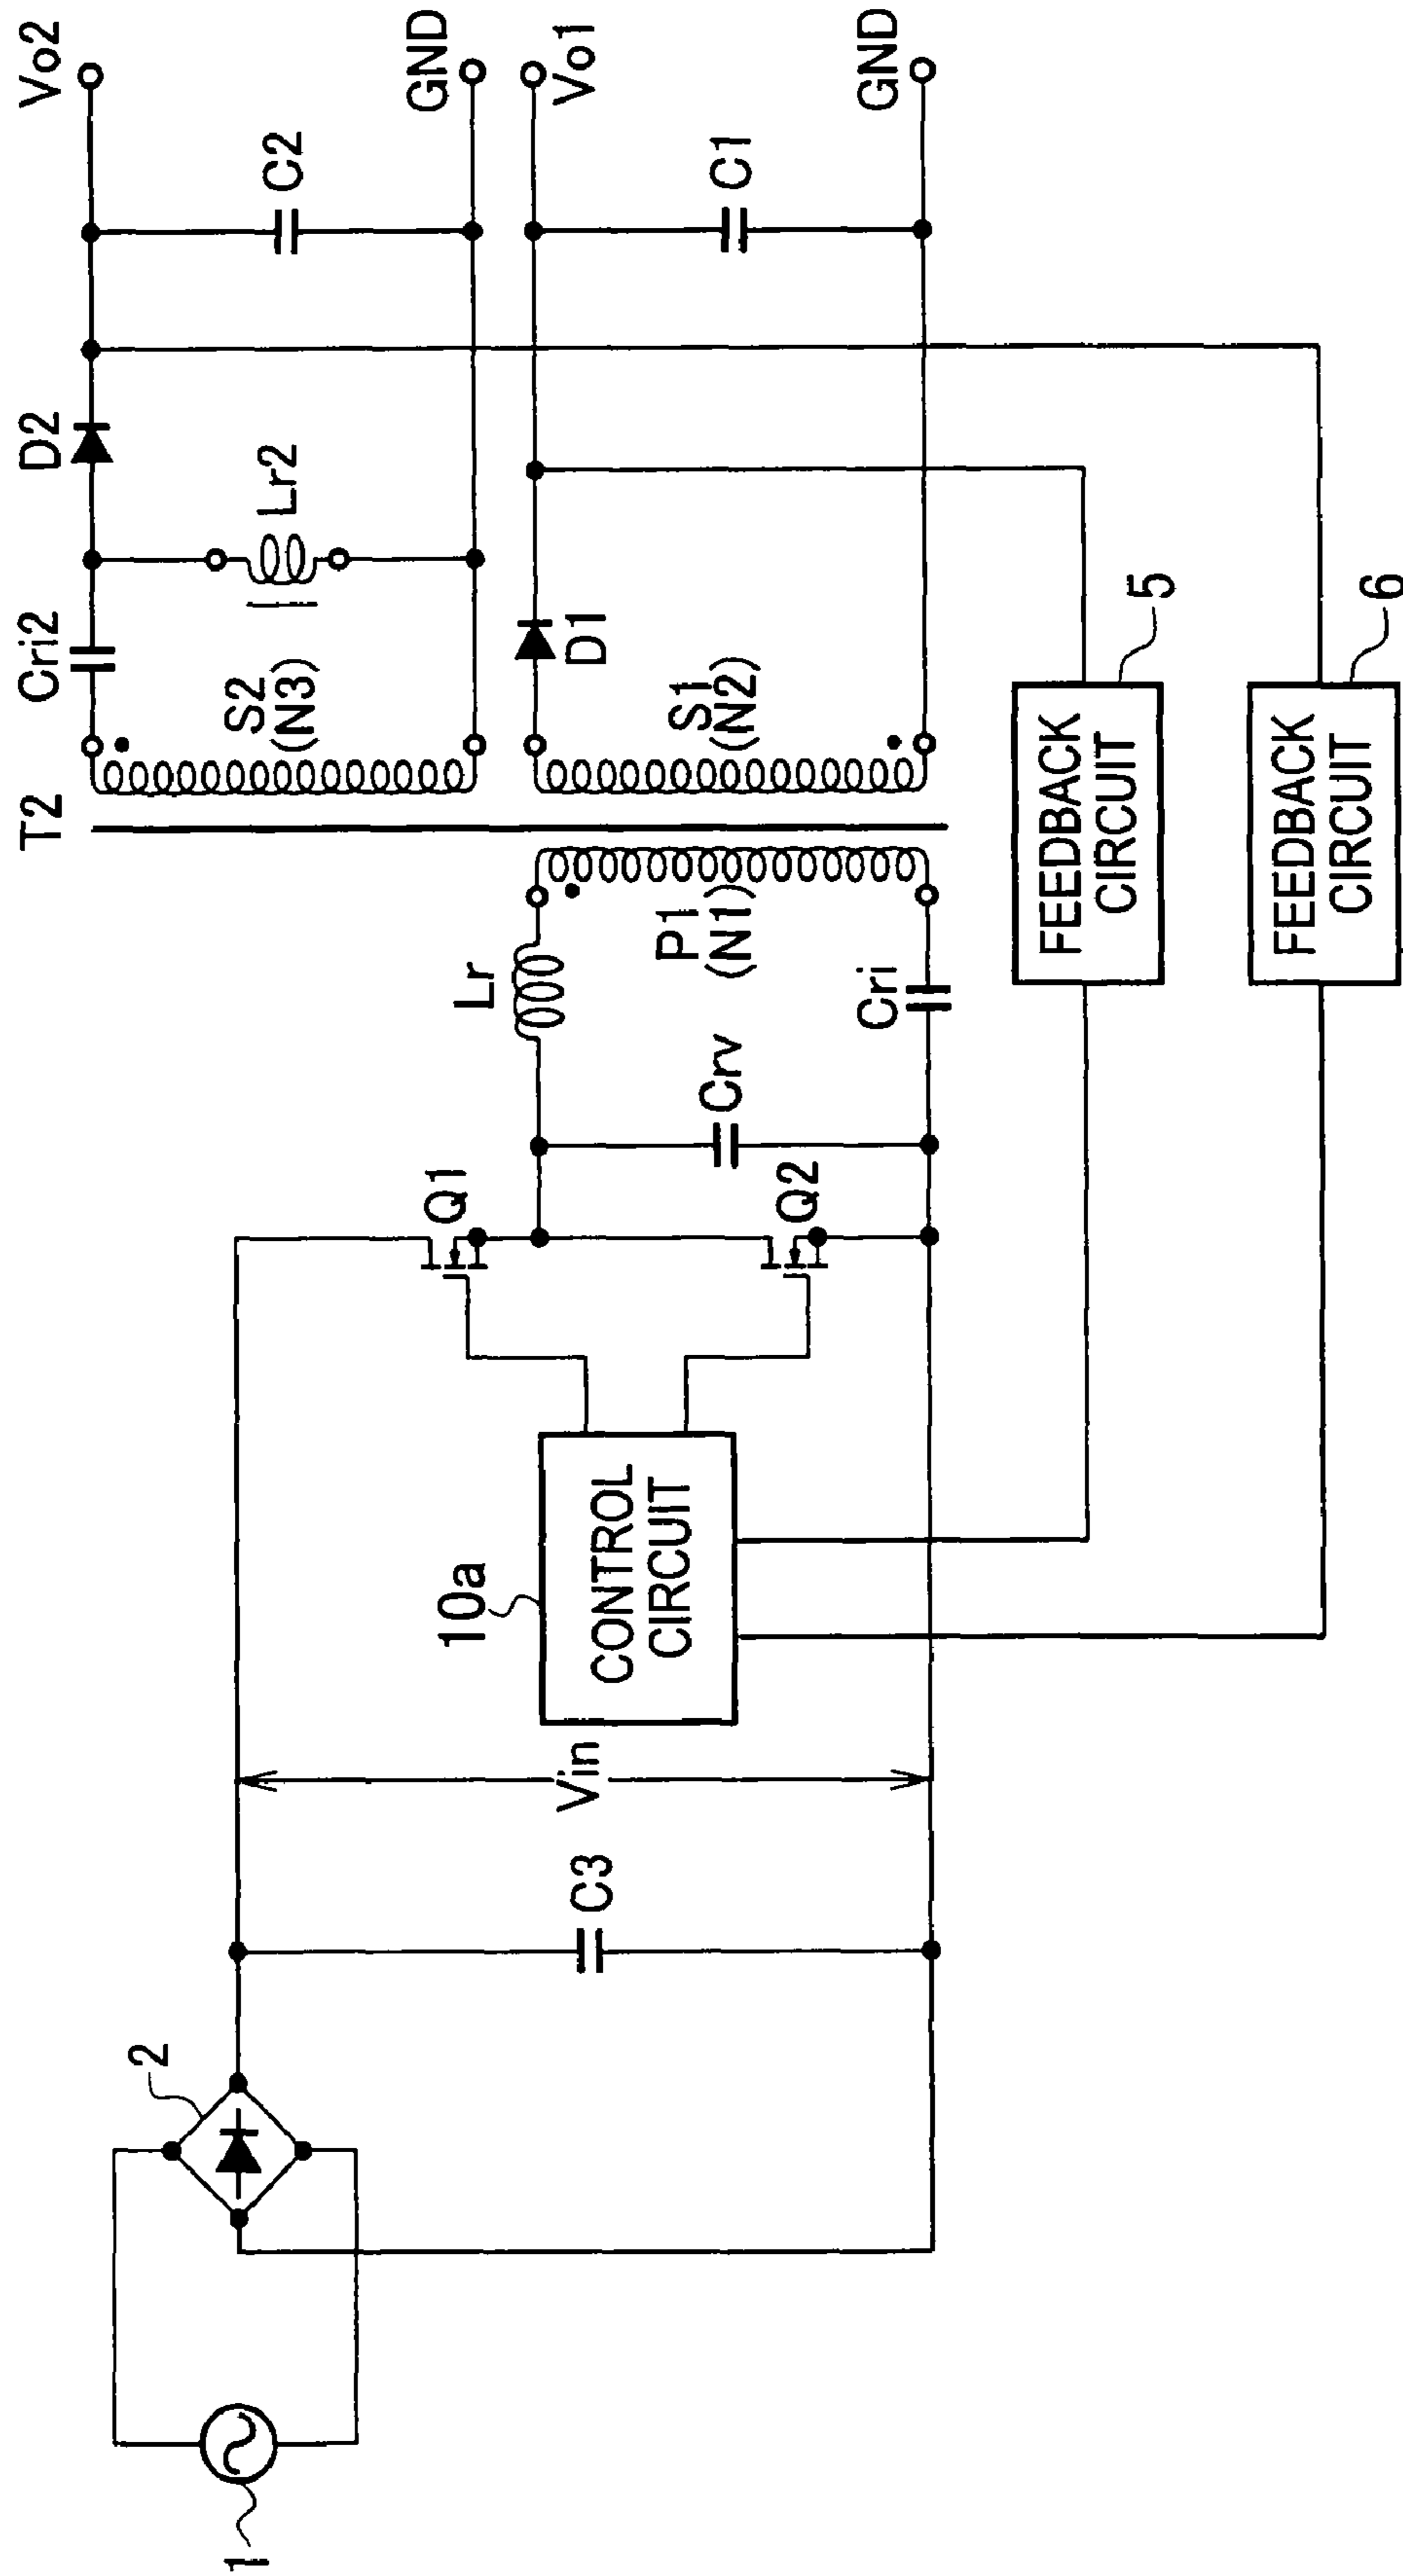 1
2
C3
Vin
10a
CONTROL
CIRCUIT
Q1
Q2
Crv
Lr
Cri
P1
(N1)
T2
S2
(N3)
S1
(N2)
Cri2
Lr2
D2
D1
C2
C1
Vo2
GND
Vo1
GND
FEEDBACK
CIRCUIT
5
FEEDBACK
CIRCUIT
6